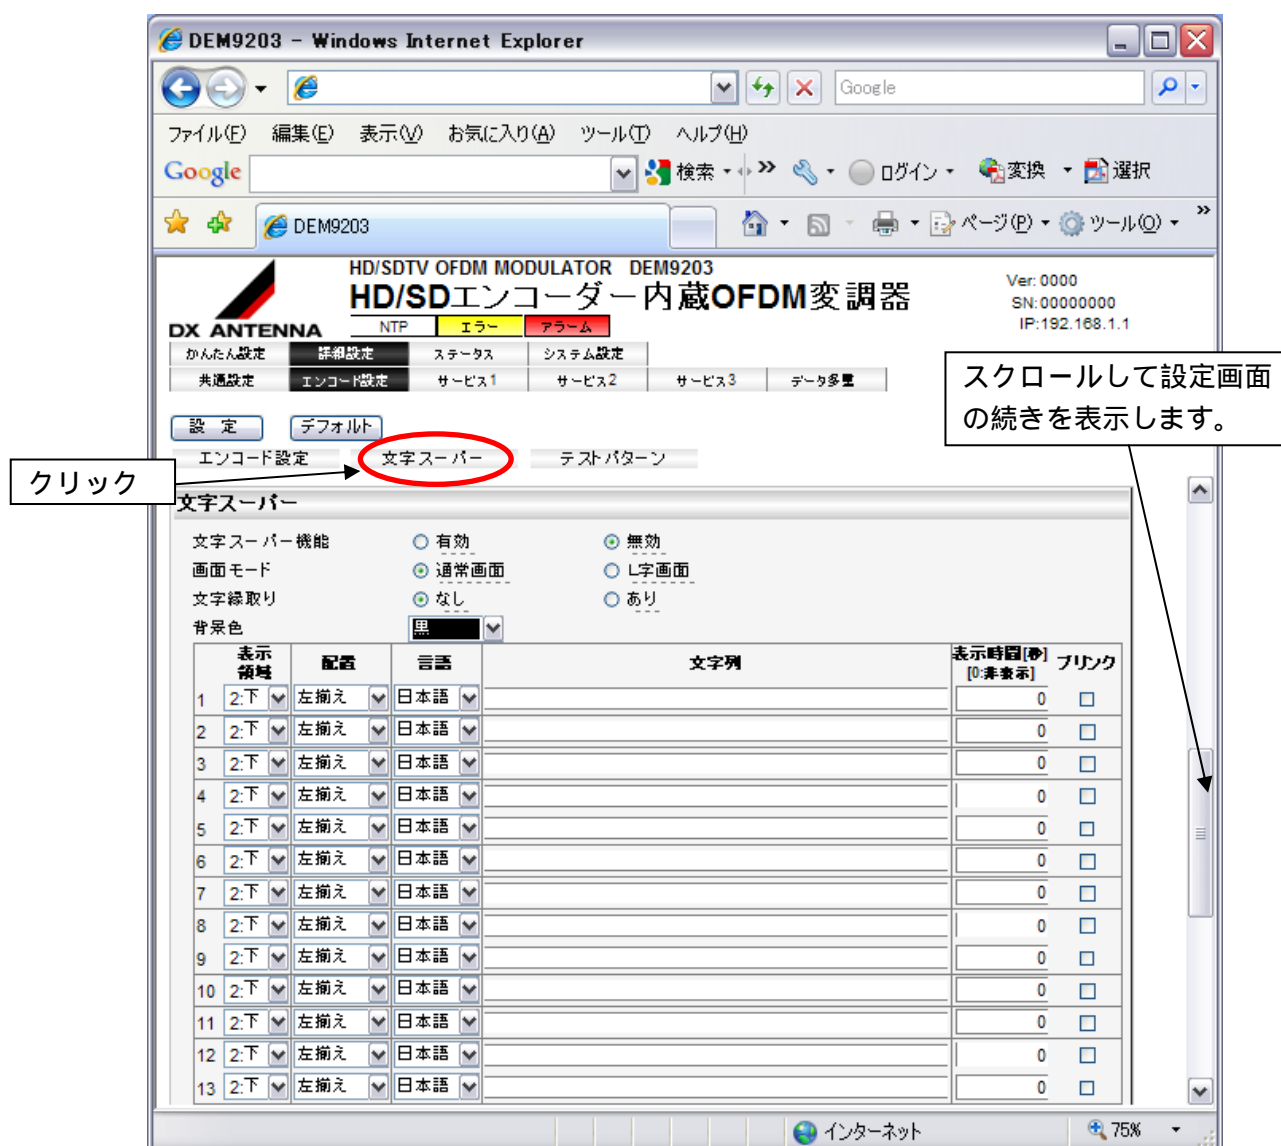 DEM9203 - Windows Internet Explorer
Google
ファイル(F) 編集(E) 表示(V) お気に入り(A) ツール(T) ヘルプ(H)
Google 検索 ログイン 変換 選択
DEM9203 ページ(P) ツール(O)
HD/SDTV OFDM MODULATOR DEM9203
HD/SDエンコーダー内蔵OFDM変調器
Ver: 0000
SN:00000000
IP:192.168.1.1
DX ANTENNA
NTP エラー アラーム
かんたん設定 詳細設定 ステータス システム設定
共通設定 エンコード設定 サービス1 サービス2 サービス3 データ多重
スクロールして設定画面
の続きを表示します。
設 定 デフォルト
エンコード設定 文字スーパー テストパターン
クリック
文字スーパー
文字スーパー機能 有効 無効
画面モード 通常画面 L字画面
文字縁取り なし あり
背景色 黒
表示領域 配置 言語 文字列 表示時間[秒][0:非表示] ブリンク
1 2:下 左揃え 日本語 0
2 2:下 左揃え 日本語 0
3 2:下 左揃え 日本語 0
4 2:下 左揃え 日本語 0
5 2:下 左揃え 日本語 0
6 2:下 左揃え 日本語 0
7 2:下 左揃え 日本語 0
8 2:下 左揃え 日本語 0
9 2:下 左揃え 日本語 0
10 2:下 左揃え 日本語 0
11 2:下 左揃え 日本語 0
12 2:下 左揃え 日本語 0
13 2:下 左揃え 日本語 0
インターネット 75%